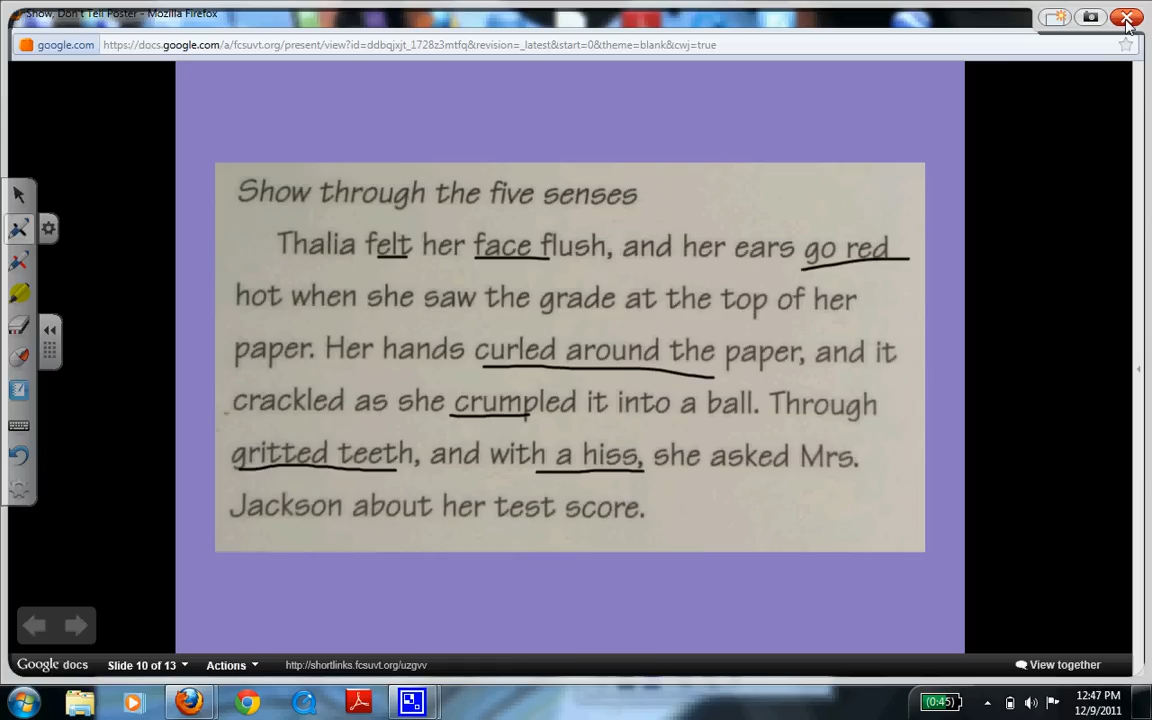 Show, Don't Tell Poster - Mozilla Firefox
google.com https://docs.google.com/a/fcsuvt.org/present/view?id=ddbqjxjt_1728z3mtfq&revision=_latest&start=0&theme=blank&cwj=true
Show through the five senses
Thalia felt her face flush, and her ears go red
hot when she saw the grade at the top of her
paper. Her hands curled around the paper, and it
crackled as she crumpled it into a ball. Through
gritted teeth, and with a hiss, she asked Mrs.
Jackson about her test score.
Google docs Slide 10 of 13 Actions http://shortlinks.fcsuvt.org/uzgvv View together
(0:45) 12:47 PM
12/9/2011